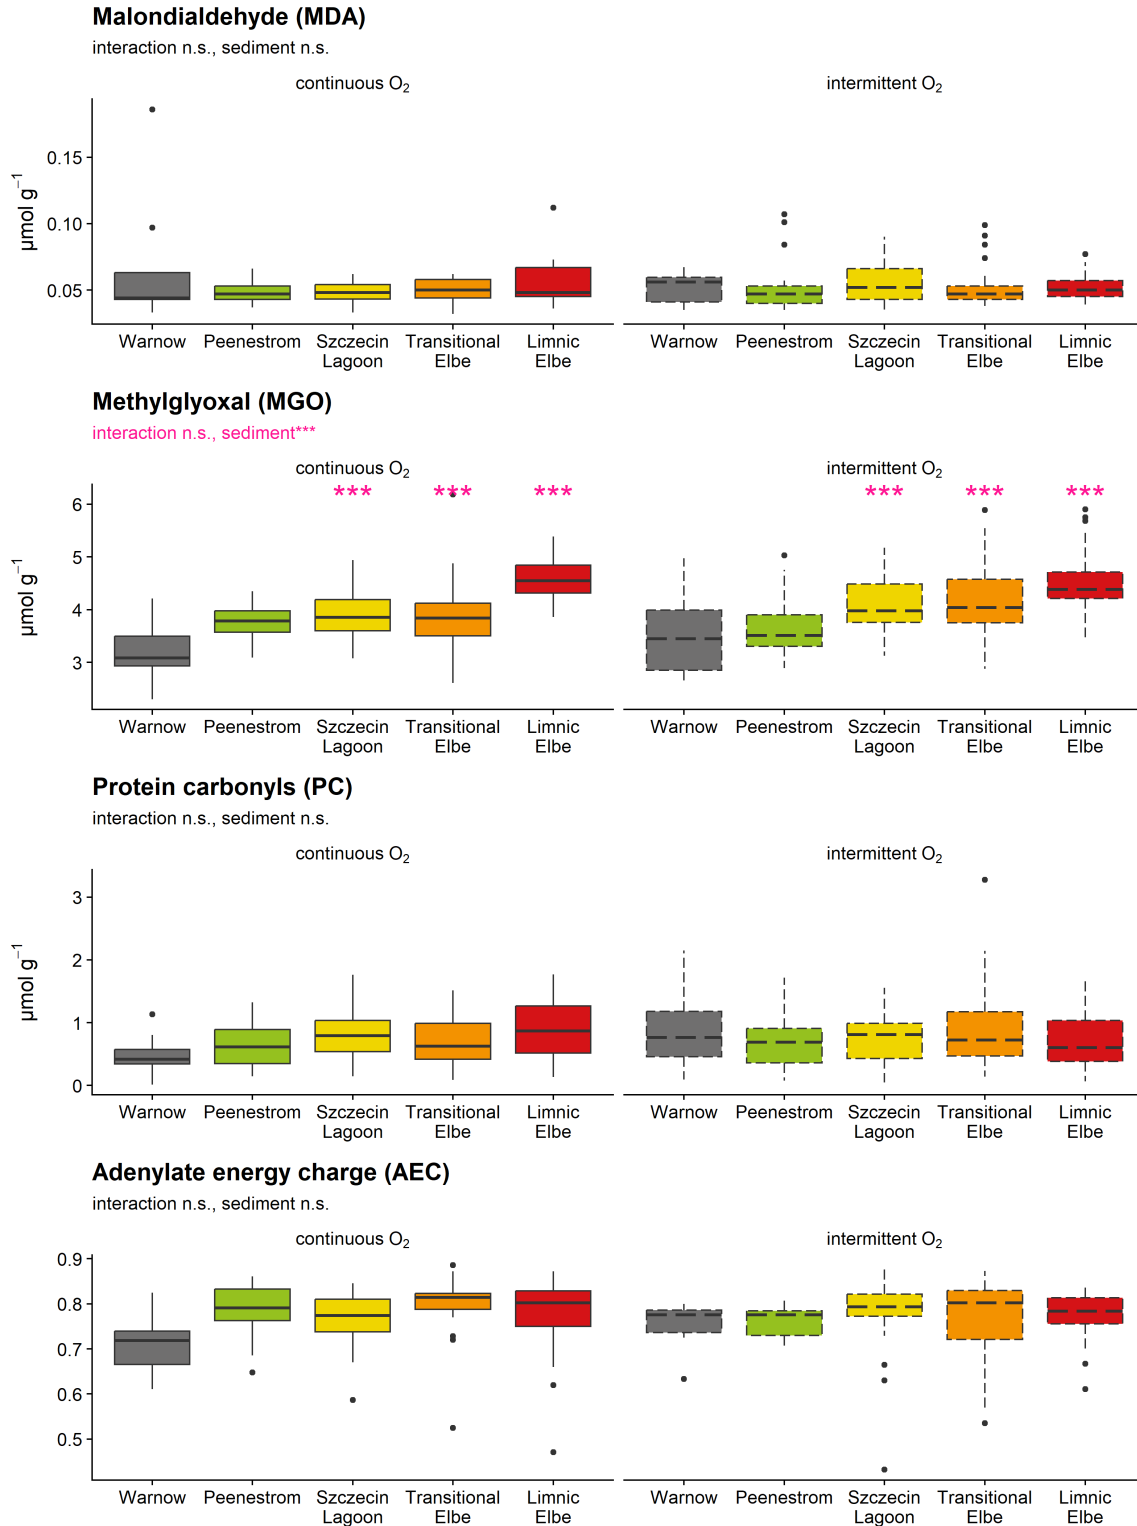 Malondialdehyde (MDA)
interaction n.s., sediment n.s.
continuous O₂ intermittent O₂
µmol g⁻¹
0.15
0.10
0.05
Warnow Peenestrom Szczecin Transitional Limnic Warnow Peenestrom Szczecin Transitional Limnic
Lagoon Elbe Elbe Lagoon Elbe Elbe
Methylglyoxal (MGO)
interaction n.s., sediment***
continuous O₂ intermittent O₂
*** *** *** *** *** ***
µmol g⁻¹
6
5
4
3
Warnow Peenestrom Szczecin Transitional Limnic Warnow Peenestrom Szczecin Transitional Limnic
Lagoon Elbe Elbe Lagoon Elbe Elbe
Protein carbonyls (PC)
interaction n.s., sediment n.s.
continuous O₂ intermittent O₂
µmol g⁻¹
3
2
1
0
Warnow Peenestrom Szczecin Transitional Limnic Warnow Peenestrom Szczecin Transitional Limnic
Lagoon Elbe Elbe Lagoon Elbe Elbe
Adenylate energy charge (AEC)
interaction n.s., sediment n.s.
continuous O₂ intermittent O₂
0.9
0.8
0.7
0.6
0.5
Warnow Peenestrom Szczecin Transitional Limnic Warnow Peenestrom Szczecin Transitional Limnic
Lagoon Elbe Elbe Lagoon Elbe Elbe